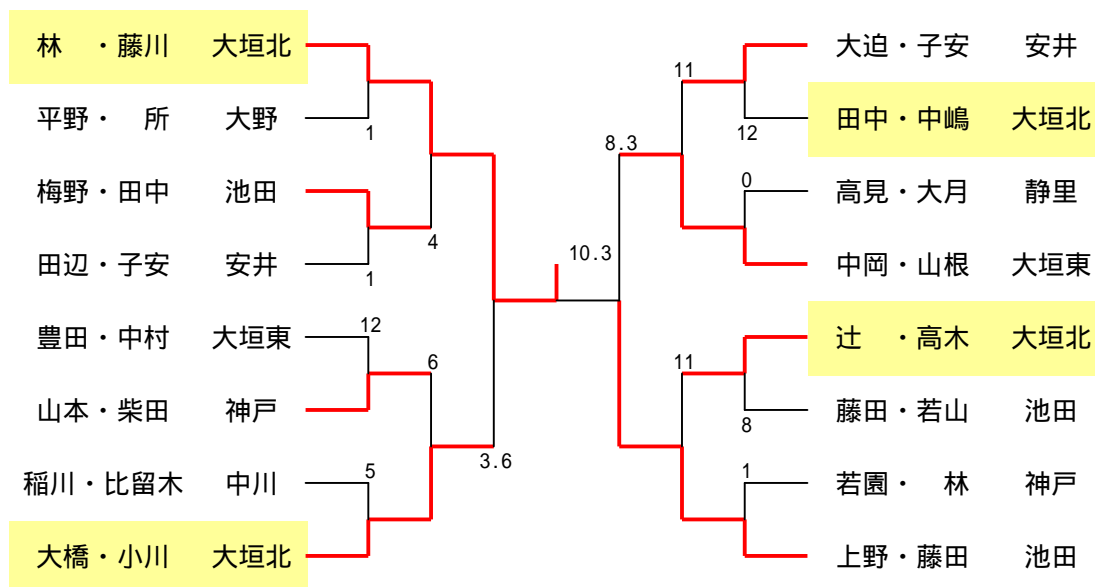 林　・藤川　大垣北
平野・　所　大野
1
梅野・田中　池田
4
田辺・子安　安井
1
豊田・中村　大垣東
12
6
山本・柴田　神戸
稲川・比留木　中川
5
3.6
大橋・小川　大垣北
10.3
大迫・子安　安井
11
田中・中嶋　大垣北
12
8.3
0
高見・大月　静里
中岡・山根　大垣東
辻　・高木　大垣北
11
藤田・若山　池田
8
1
若園・　林　神戸
上野・藤田　池田